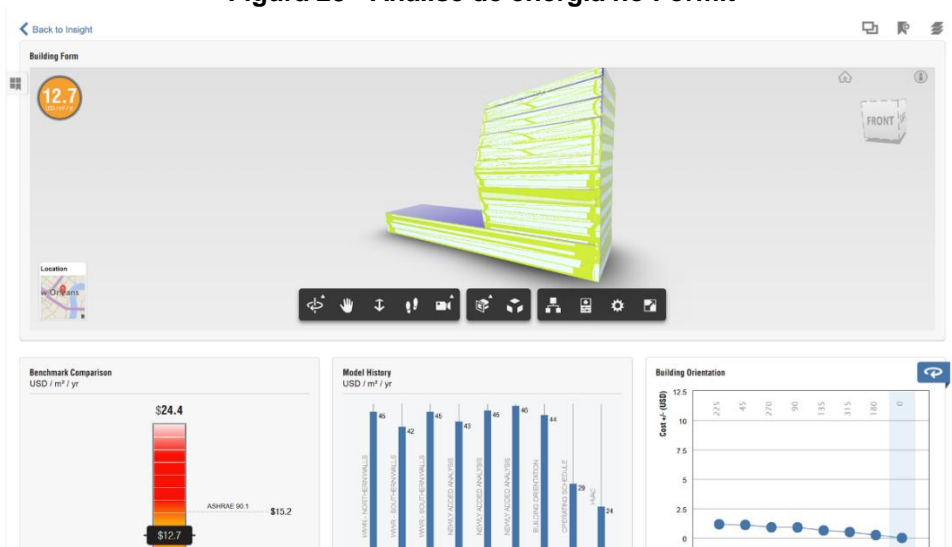 Back to Insight
Building Form
12.7
USD / m² / yr
FRONT
Location
Benchmark Comparison
USD / m² / yr
$24.4
ASHRAE 90.1
$15.2
$12.7
Model History
USD / m² / yr
45
42
45
43
45
46
44
29
24
WWR - NORTHERN WALLS
WWR - SOUTHERN WALLS
WWR - SOUTHERN WALLS
NEWLY ADDED ANALYSIS
NEWLY ADDED ANALYSIS
NEWLY ADDED ANALYSIS
BUILDING ORIENTATION
OPERATING SCHEDULE
HVAC
Building Orientation
Cost +/- (USD)
12.5
10
7.5
5
2.5
0
225
45
270
90
135
315
180
0